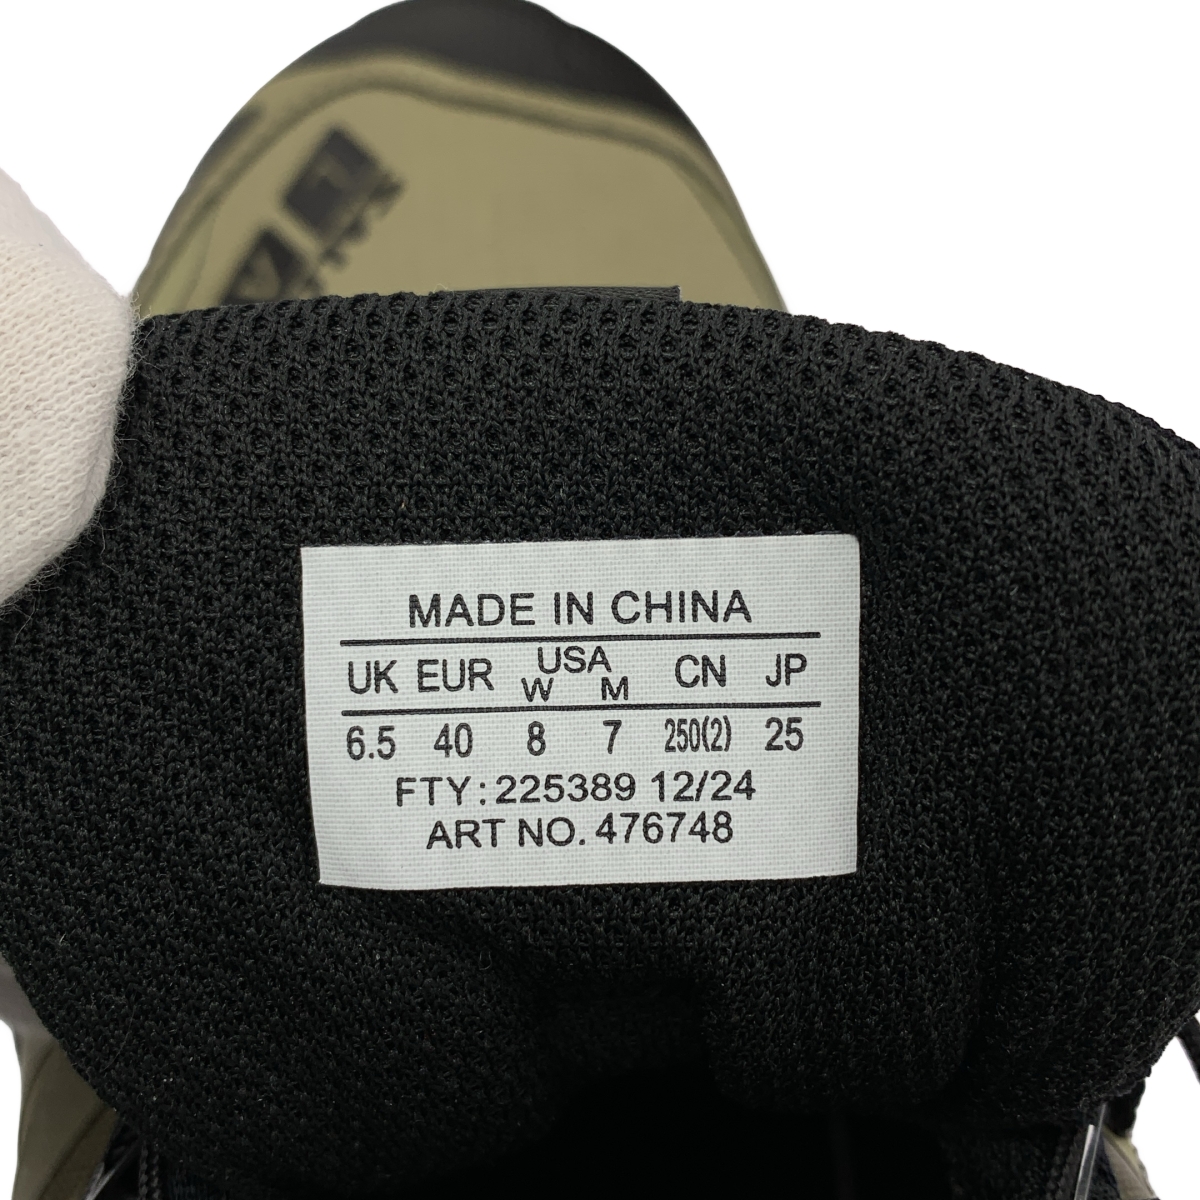 MADE IN CHINA
UK EUR USA CN JP
W M
6.5 40 8 7 250(2) 25
FTY: 225389 12/24
ART NO. 476748